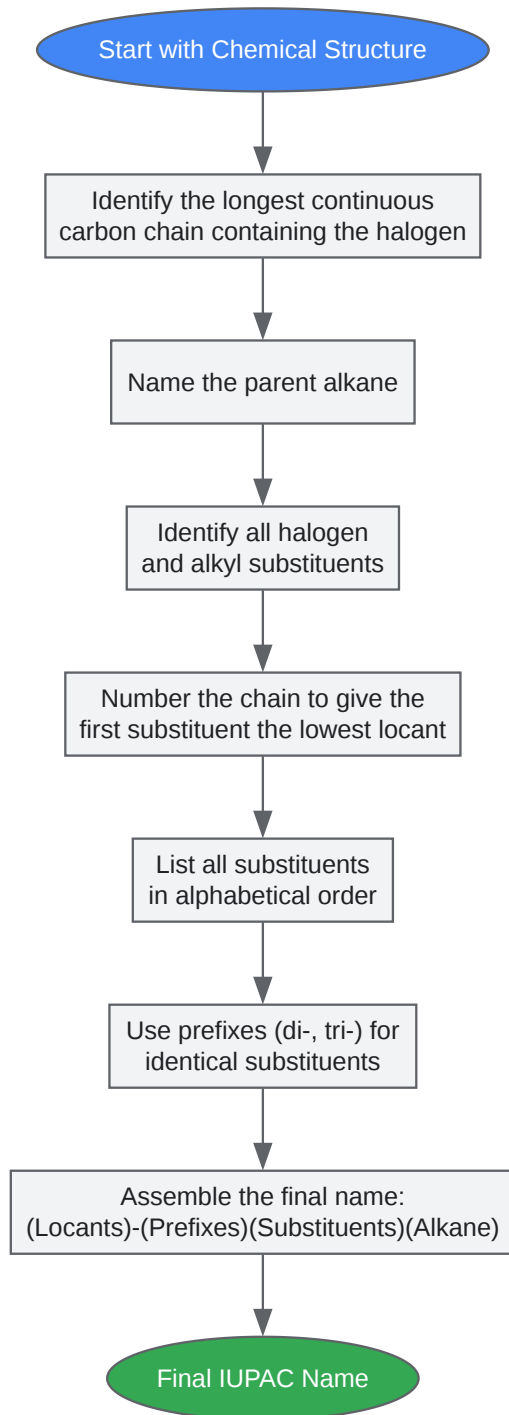 Start with Chemical Structure
Identify the longest continuous
carbon chain containing the halogen
Name the parent alkane
Identify all halogen
and alkyl substituents
Number the chain to give the
first substituent the lowest locant
List all substituents
in alphabetical order
Use prefixes (di-, tri-) for
identical substituents
Assemble the final name:
(Locants)-(Prefixes)(Substituents)(Alkane)
Final IUPAC Name